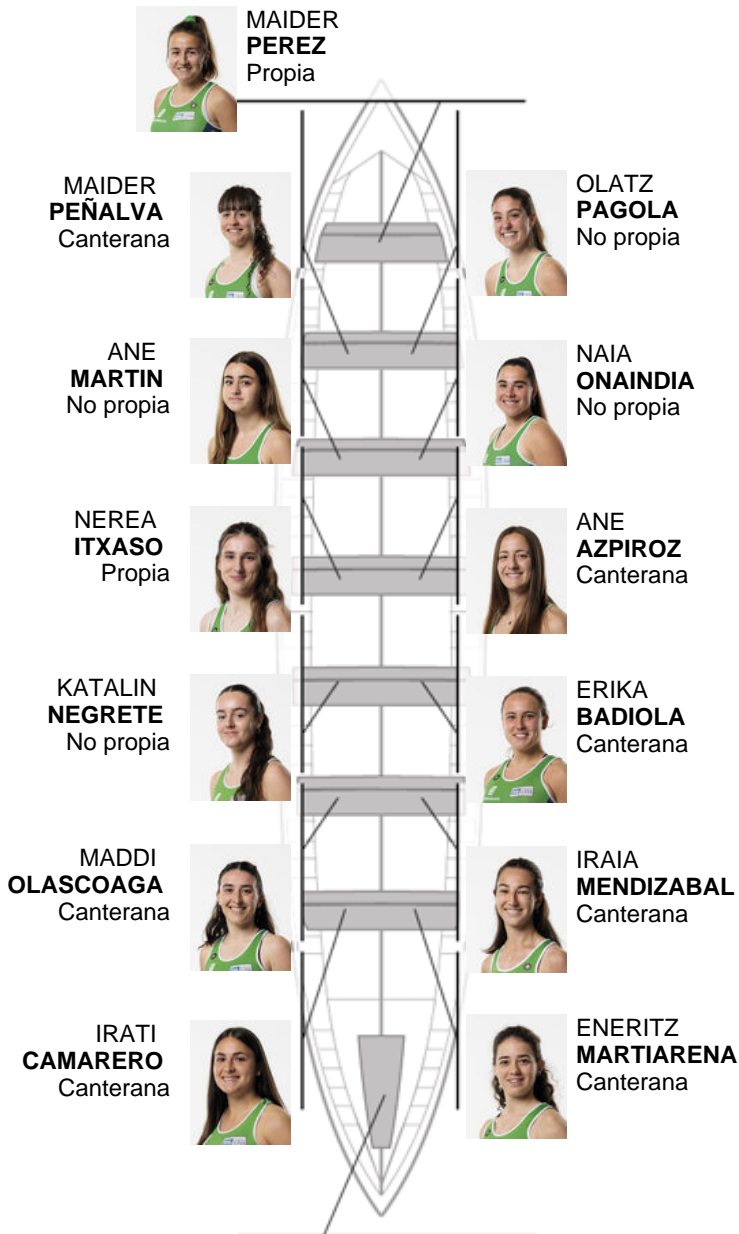 MAIDER
PEREZ
Propia
MAIDER
PEÑALVA
Canterana
OLATZ
PAGOLA
No propia
ANE
MARTIN
No propia
NAIA
ONAINDIA
No propia
NEREA
ITXASO
Propia
ANE
AZPIROZ
Canterana
KATALIN
NEGRETE
No propia
ERIKA
BADIOLA
Canterana
MADDI
OLASCOAGA
Canterana
IRAIA
MENDIZABAL
Canterana
IRATI
CAMARERO
Canterana
ENERITZ
MARTIARENA
Canterana